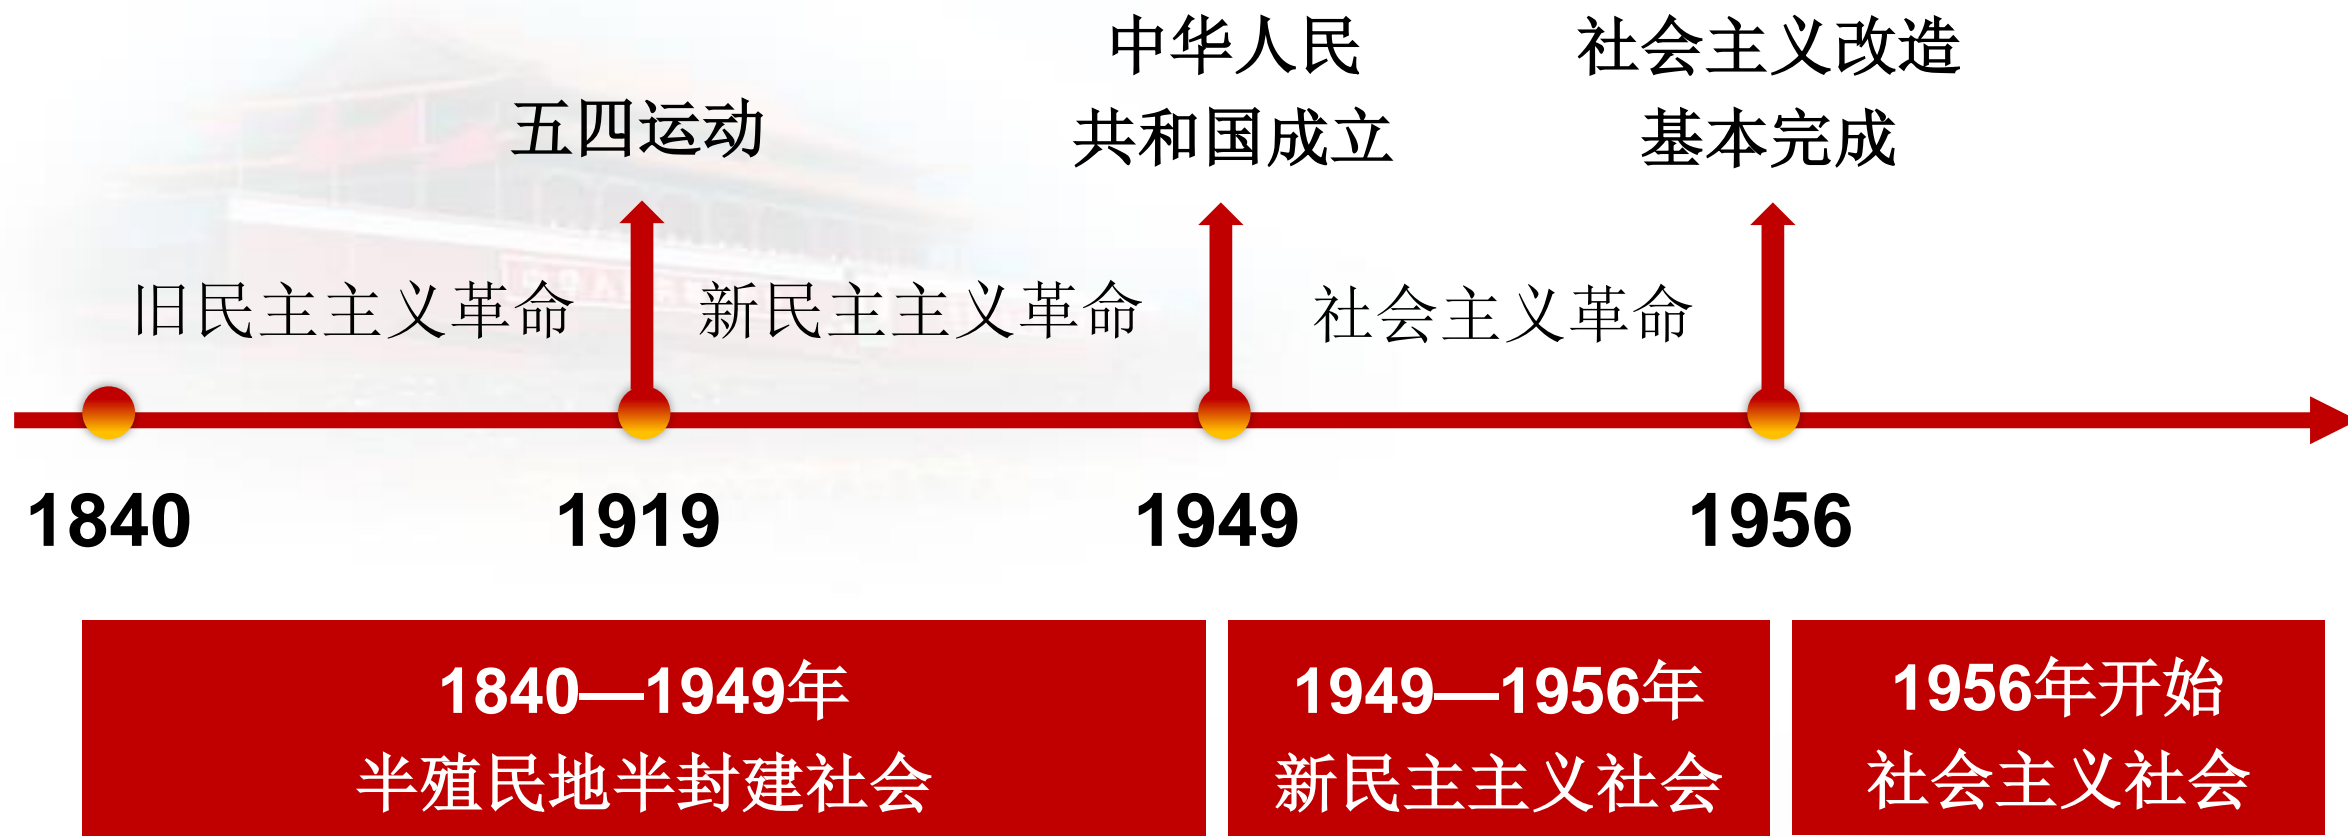 中华人民
共和国成立
社会主义改造
基本完成
五四运动
旧民主主义革命
新民主主义革命
社会主义革命
1840
1919
1949
1956
1840—1949年
半殖民地半封建社会
1949—1956年
新民主主义社会
1956年开始
社会主义社会